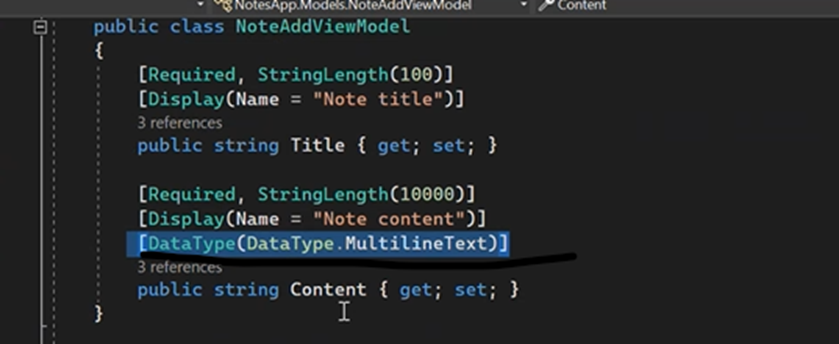 NotesApp.Models.NoteAddViewModel Content
public class NoteAddViewModel
{
[Required, StringLength(100)]
[Display(Name = "Note title")]
3 references
public string Title { get; set; }
[Required, StringLength(10000)]
[Display(Name = "Note content")]
[DataType(DataType.MultilineText)]
3 references
public string Content { get; set; }
}